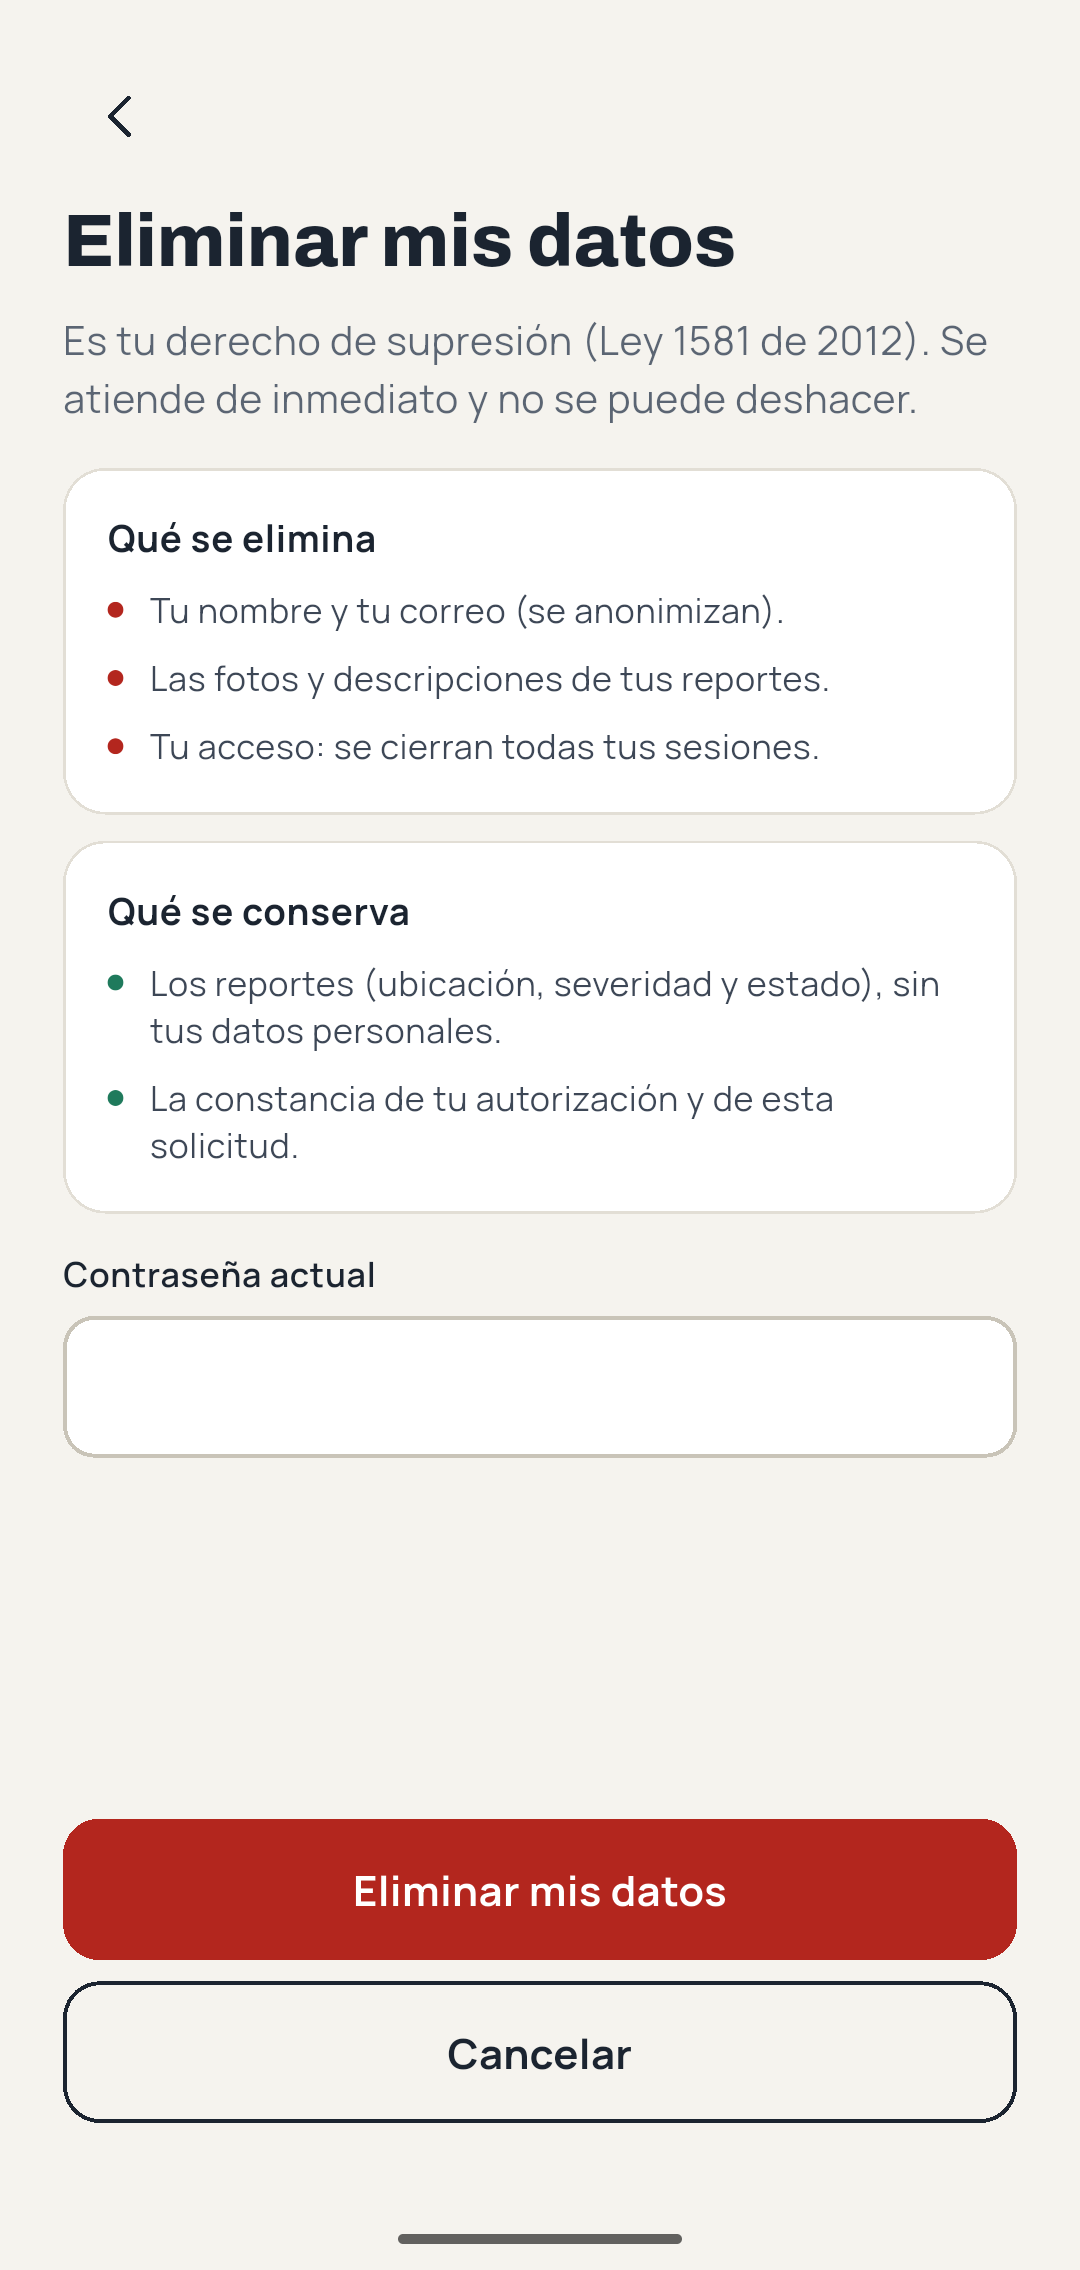 Eliminar mis datos
Es tu derecho de supresión (Ley 1581 de 2012). Se
atiende de inmediato y no se puede deshacer.
Qué se elimina
Tu nombre y tu correo (se anonimizan).
Las fotos y descripciones de tus reportes.
Tu acceso: se cierran todas tus sesiones.
Qué se conserva
Los reportes (ubicación, severidad y estado), sin
tus datos personales.
La constancia de tu autorización y de esta
solicitud.
Contraseña actual
Eliminar mis datos
Cancelar